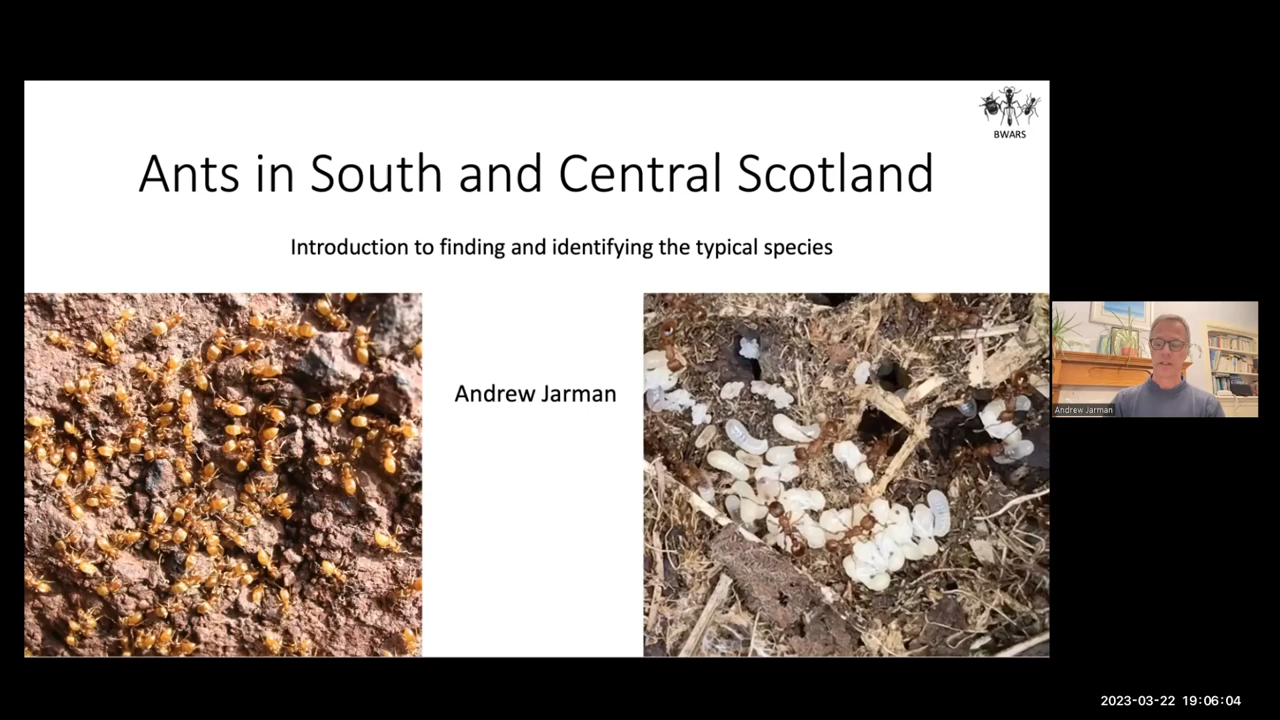 BWARS
Ants in South and Central Scotland
Introduction to finding and identifying the typical species
Andrew Jarman
Andrew Jarman
2023-03-22 19:06:04